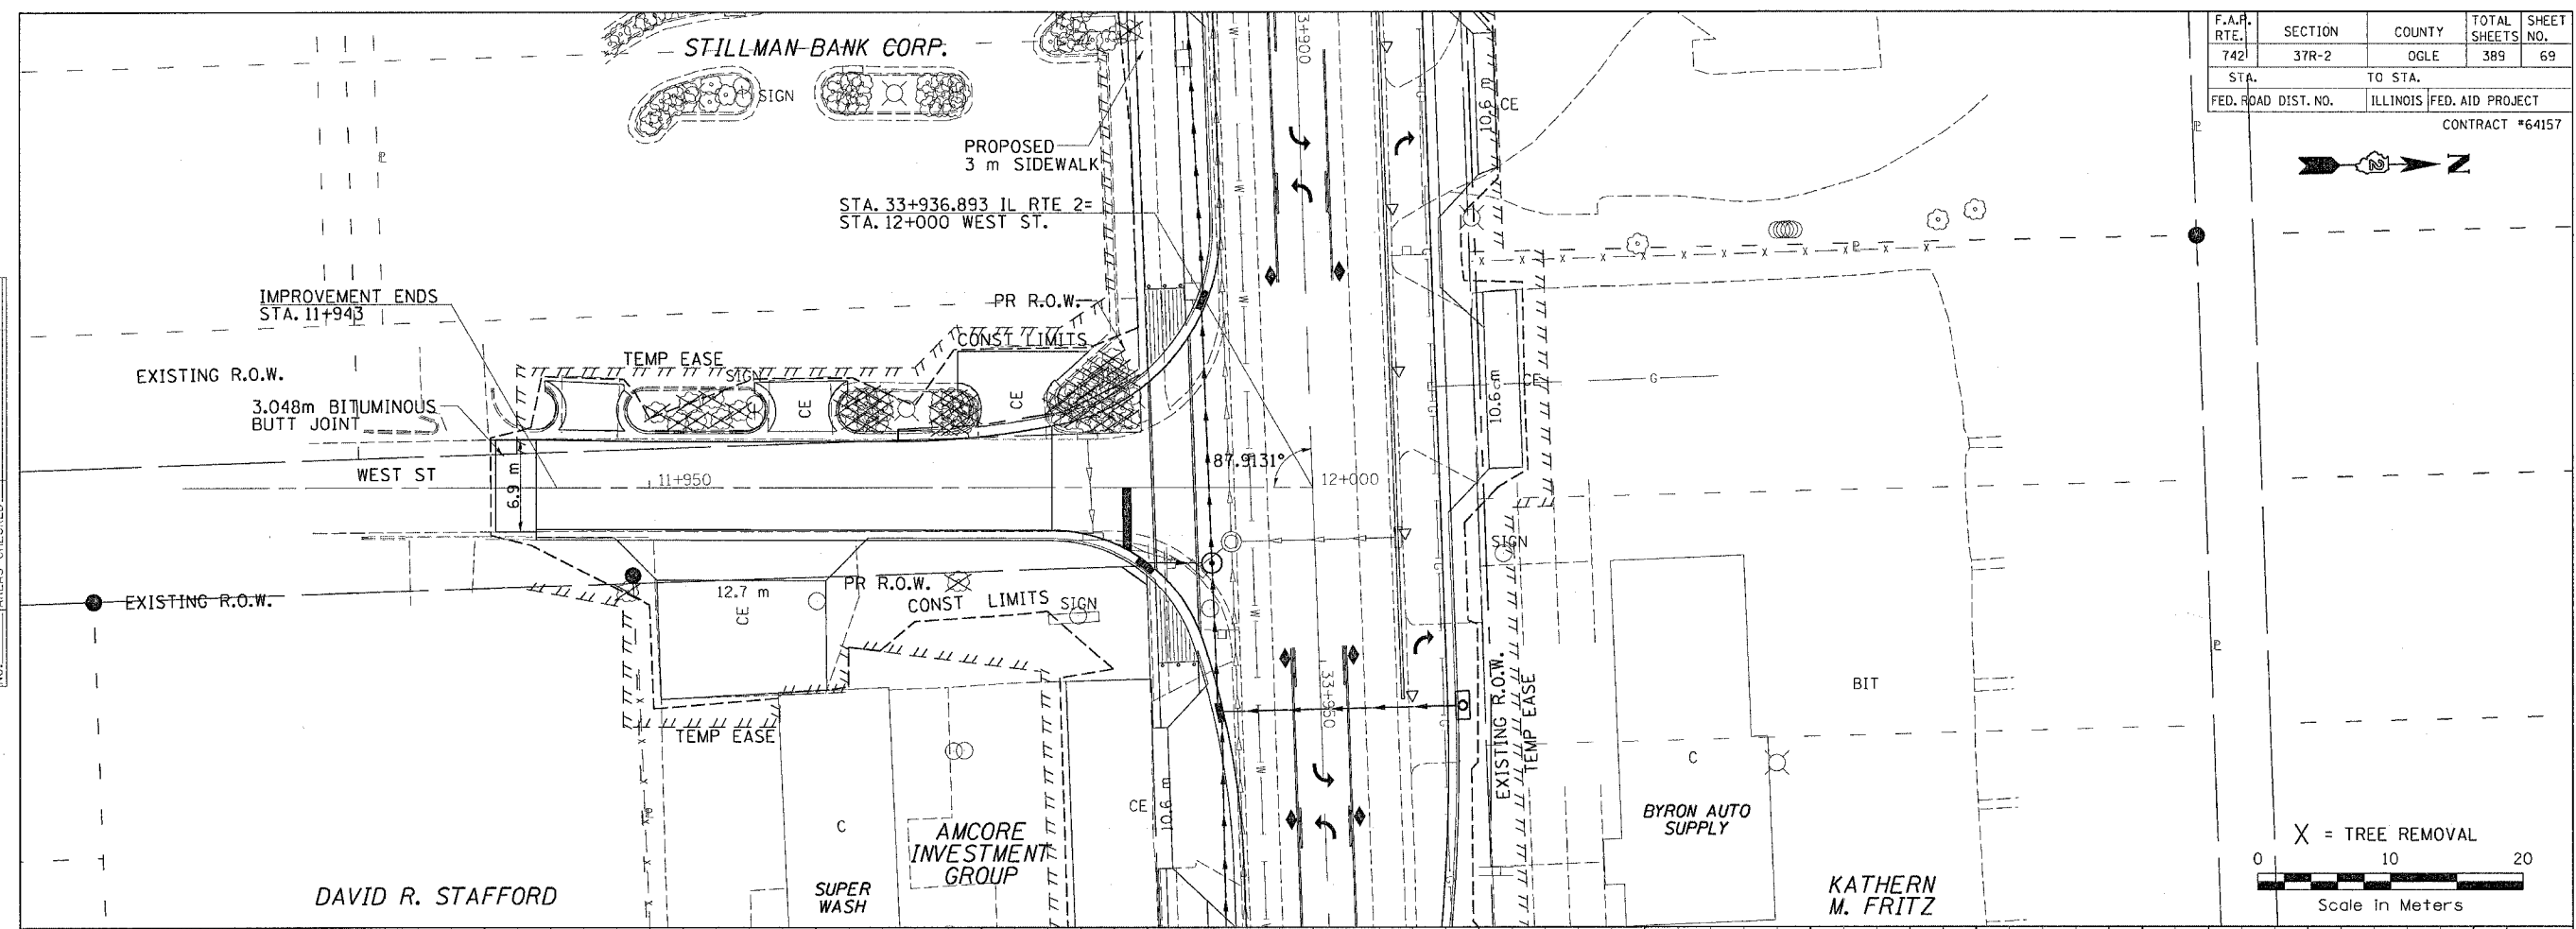 F.A.P. RTE. SECTION COUNTY TOTAL SHEETS SHEET NO.
742 37R-2 OGLE 389 69
STA. TO STA.
FED. ROAD DIST. NO. ILLINOIS FED. AID PROJECT
CONTRACT #64157
N
STILLMAN-BANK CORP.
SIGN
PROPOSED
3 m SIDEWALK
STA. 33+936.893 IL RTE 2=
STA. 12+000 WEST ST.
10.6 m
CE
IMPROVEMENT ENDS
STA. 11+943
PR R.O.W.
CONST LIMITS
TEMP EASE
SIGN
EXISTING R.O.W.
3.048m BITUMINOUS
BUTT JOINT
CE
CE
10.6 m
CE
G
WEST ST
6.9 m
11+950
87.9131°
12+000
SIGN
EXISTING R.O.W.
12.7 m
CE
PR R.O.W.
CONST LIMITS
SIGN
TEMP EASE
33+950
EXISTING R.O.W.
TEMP EASE
BIT
C
BYRON AUTO
SUPPLY
C
CE
10.6 m
AMCORE
INVESTMENT
GROUP
SUPER
WASH
DAVID R. STAFFORD
KATHERN
M. FRITZ
X = TREE REMOVAL
0 10 20
Scale in Meters